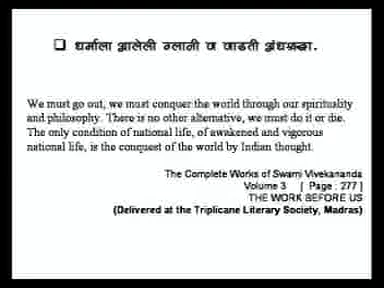 ❑ धर्माला आलेली ग्लानी व वाढती अंधश्रद्धा.
We must go out, we must conquer the world through our spirituality
and philosophy. There is no other alternative, we must do it or die.
The only condition of national life, of awakened and vigorous
national life, is the conquest of the world by Indian thought.
The Complete Works of Swami Vivekananda
Volume 3 [ Page : 277 ]
THE WORK BEFORE US
(Delivered at the Triplicane Literary Society, Madras)